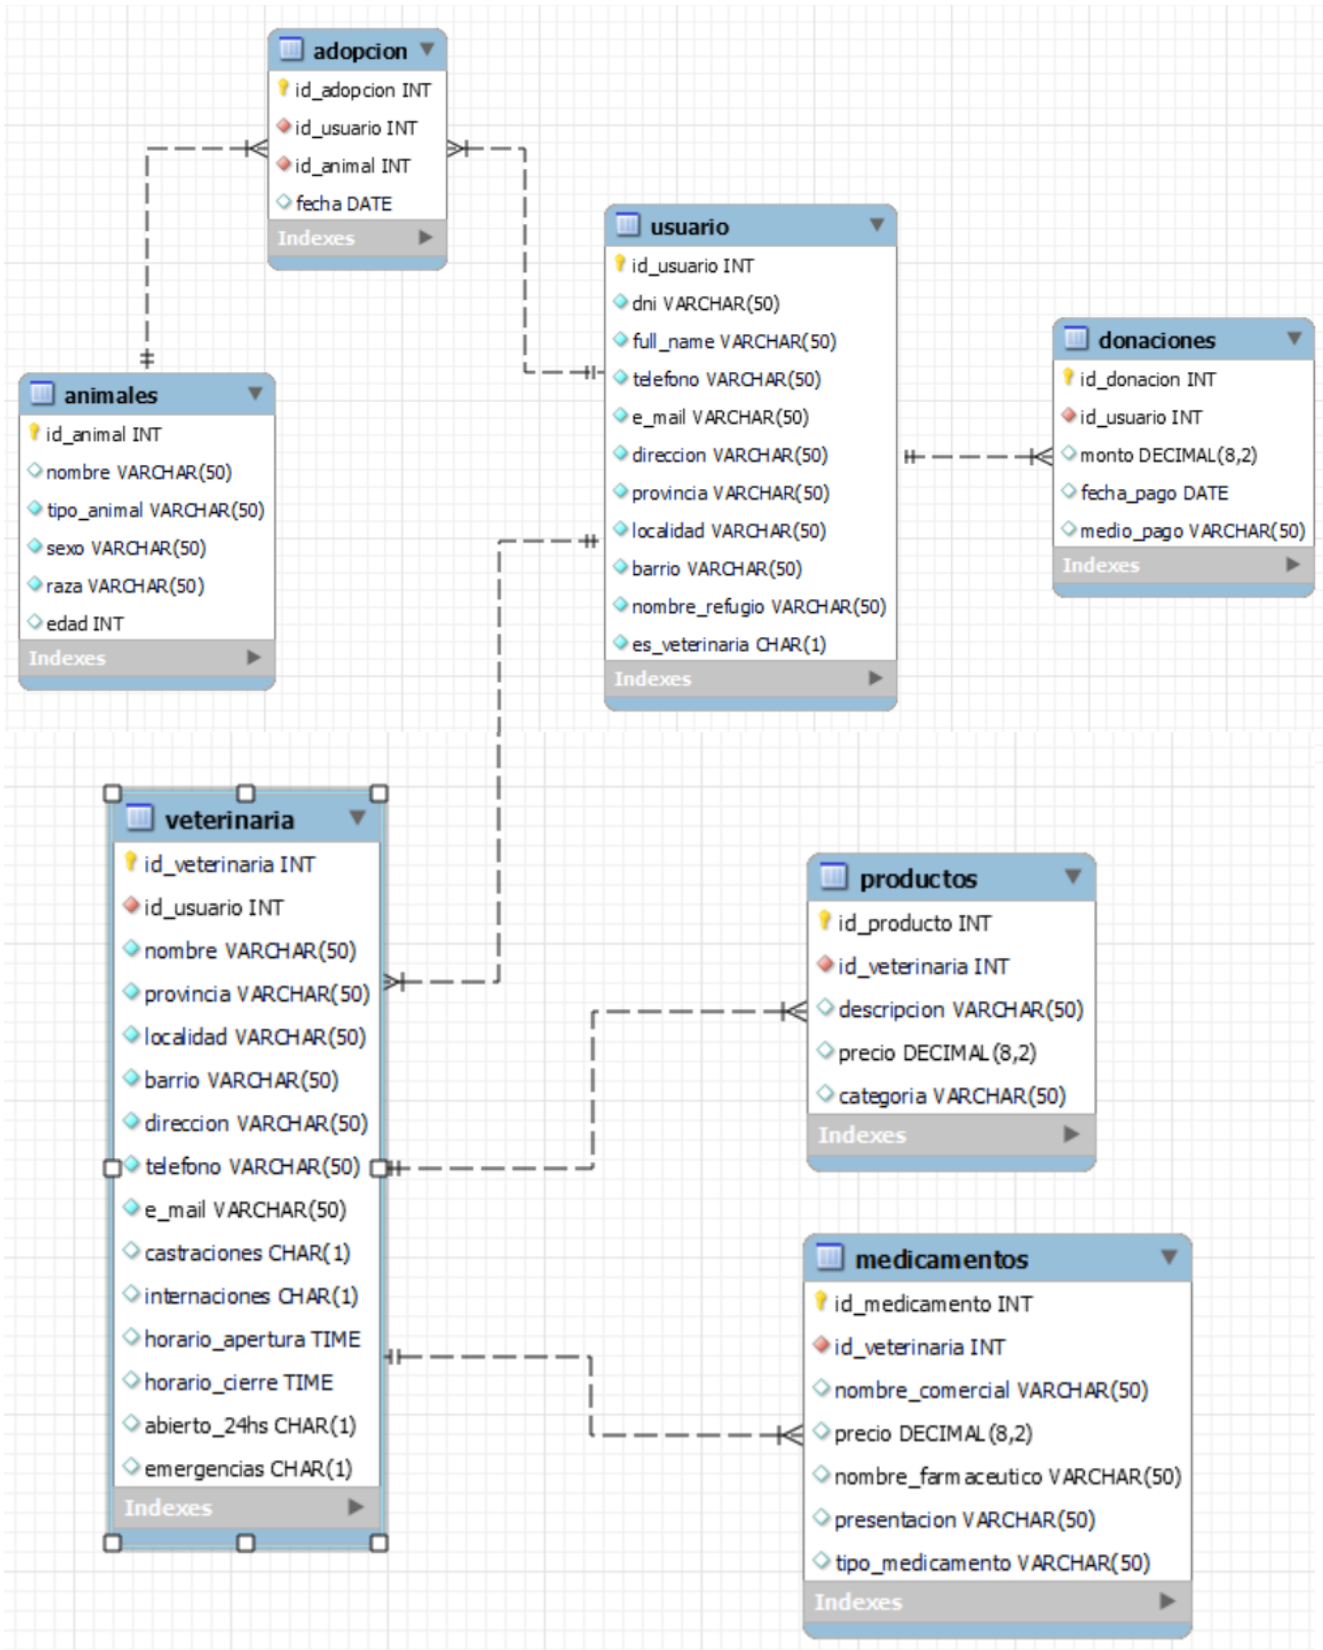 adopcion
id_adopcion INT
id_usuario INT
id_animal INT
fecha DATE
Indexes
usuario
id_usuario INT
dni VARCHAR(50)
full_name VARCHAR(50)
telefono VARCHAR(50)
e_mail VARCHAR(50)
direccion VARCHAR(50)
provincia VARCHAR(50)
localidad VARCHAR(50)
barrio VARCHAR(50)
nombre_refugio VARCHAR(50)
es_veterinaria CHAR(1)
Indexes
donaciones
id_donacion INT
id_usuario INT
monto DECIMAL(8,2)
fecha_pago DATE
medio_pago VARCHAR(50)
Indexes
animales
id_animal INT
nombre VARCHAR(50)
tipo_animal VARCHAR(50)
sexo VARCHAR(50)
raza VARCHAR(50)
edad INT
Indexes
veterinaria
id_veterinaria INT
id_usuario INT
nombre VARCHAR(50)
provincia VARCHAR(50)
localidad VARCHAR(50)
barrio VARCHAR(50)
direccion VARCHAR(50)
telefono VARCHAR(50)
e_mail VARCHAR(50)
castraciones CHAR(1)
internaciones CHAR(1)
horario_apertura TIME
horario_cierre TIME
abierto_24hs CHAR(1)
emergencias CHAR(1)
Indexes
productos
id_producto INT
id_veterinaria INT
descripcion VARCHAR(50)
precio DECIMAL(8,2)
categoria VARCHAR(50)
Indexes
medicamentos
id_medicamento INT
id_veterinaria INT
nombre_comercial VARCHAR(50)
precio DECIMAL(8,2)
nombre_farmaceutico VARCHAR(50)
presentacion VARCHAR(50)
tipo_medicamento VARCHAR(50)
Indexes